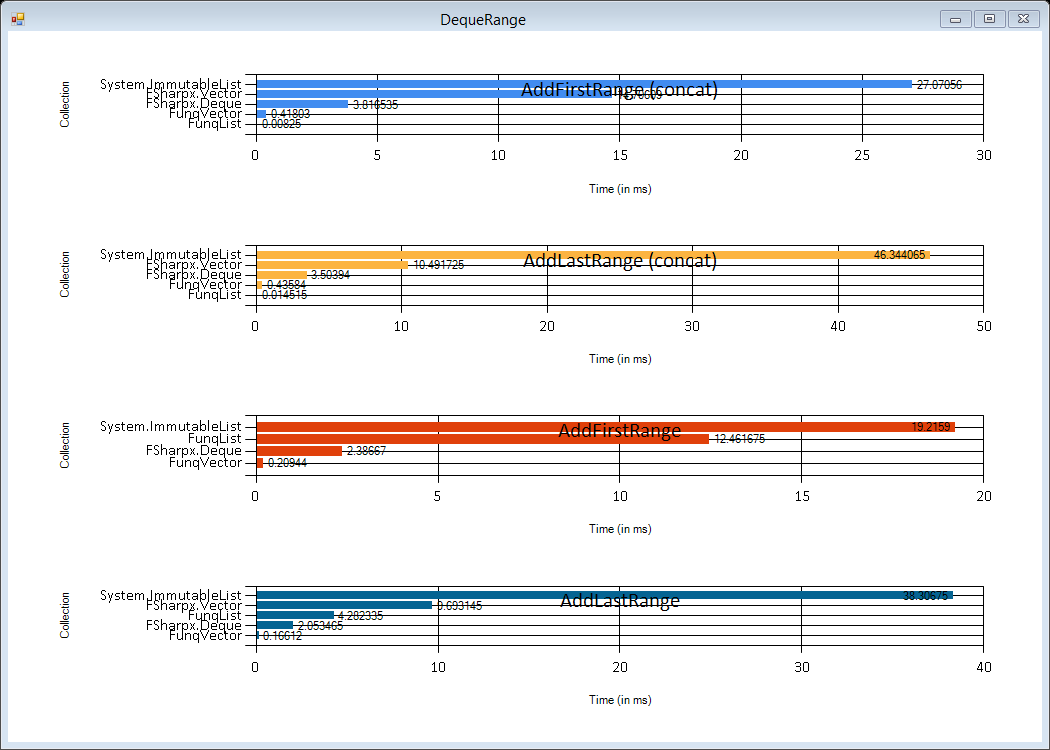 DequeRange
AddFirstRange (concat)
Collection
System.ImmutableList 27.07056
FSharpx.Vector
FSharpx.Deque 3.816535
FunqVector 0.41803
FunqList 0.00825
0 5 10 15 20 25 30
Time (in ms)
AddLastRange (concat)
Collection
System.ImmutableList 46.344065
FSharpx.Vector 10.491725
FSharpx.Deque 3.50394
FunqVector 0.43584
FunqList 0.014515
0 10 20 30 40 50
Time (in ms)
AddFirstRange
Collection
System.ImmutableList 19.2159
FunqList 12.461675
FSharpx.Deque 2.38667
FunqVector 0.20944
0 5 10 15 20
Time (in ms)
AddLastRange
Collection
System.ImmutableList 38.30675
FSharpx.Vector 9.693145
FunqList 4.282335
FSharpx.Deque 2.053465
FunqVector 0.16612
0 10 20 30 40
Time (in ms)